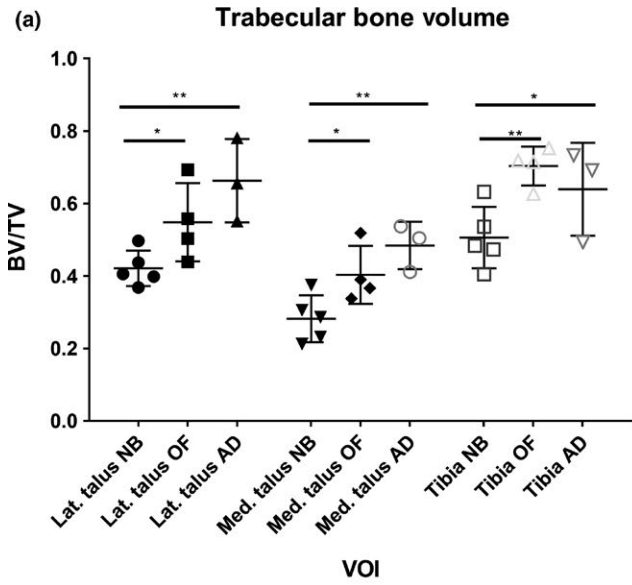 (a)
Trabecular bone volume
BV/TV
1.0
0.8
0.6
0.4
0.2
0.0
**
*
**
*
*
**
Lat. talus NB
Lat. talus OF
Lat. talus AD
Med. talus NB
Med. talus OF
Med. talus AD
Tibia NB
Tibia OF
Tibia AD
VOI